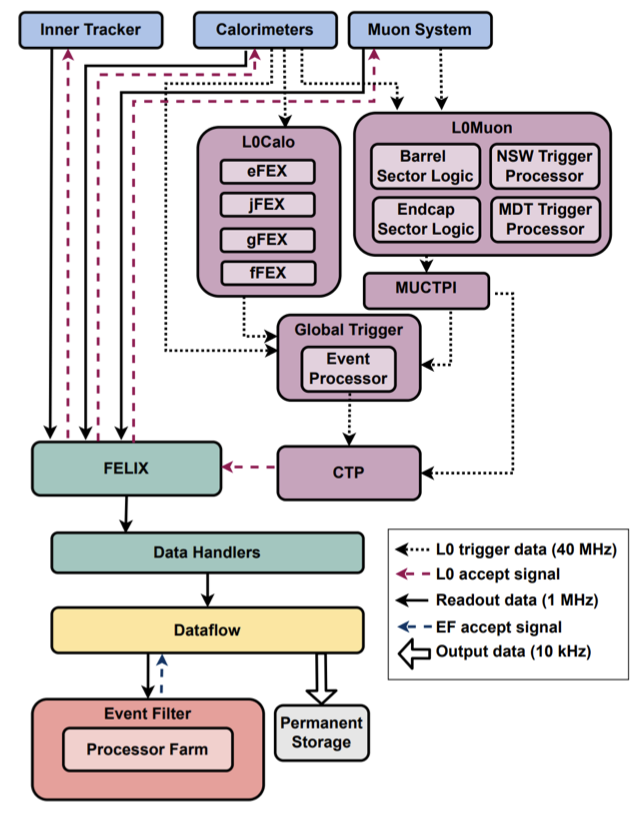 Inner Tracker
Calorimeters
Muon System
L0Calo
eFEX
jFEX
gFEX
fFEX
L0Muon
Barrel
Sector Logic
NSW Trigger
Processor
Endcap
Sector Logic
MDT Trigger
Processor
MUCTPI
Global Trigger
Event
Processor
FELIX
CTP
Data Handlers
Dataflow
Event Filter
Processor Farm
Permanent
Storage
L0 trigger data (40 MHz)
L0 accept signal
Readout data (1 MHz)
EF accept signal
Output data (10 kHz)